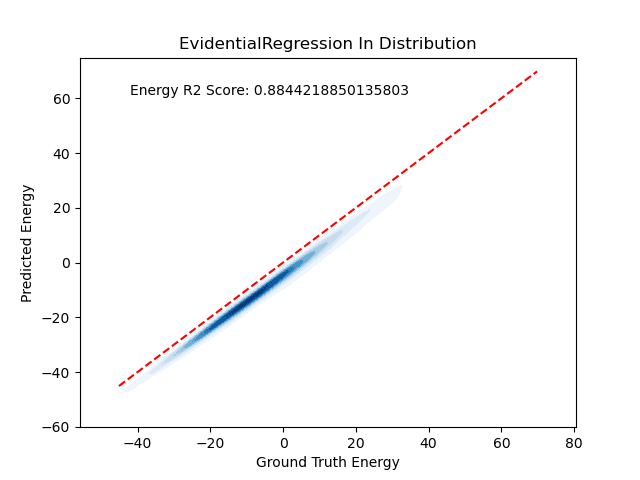 EvidentialRegression In Distribution
Energy R2 Score: 0.8844218850135803
60
40
20
0
−20
−40
−60
Predicted Energy
−40 −20 0 20 40 60 80
Ground Truth Energy